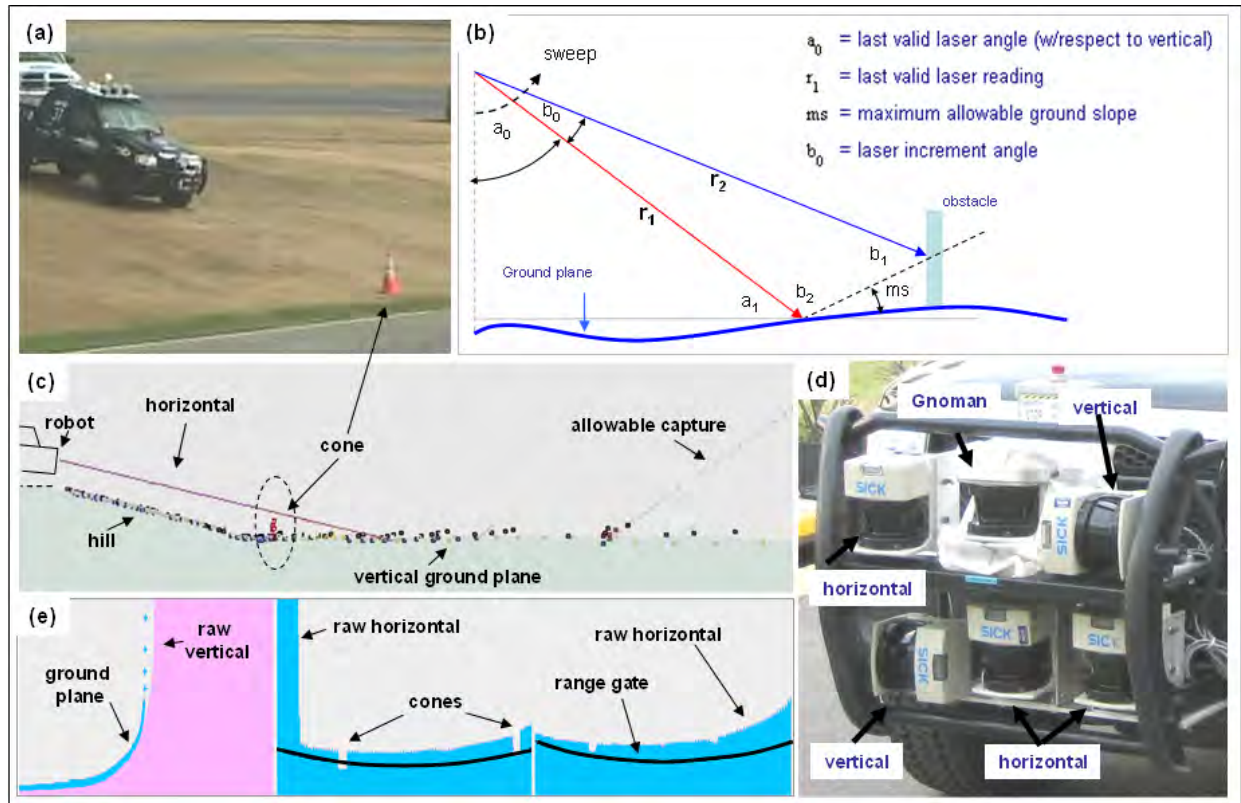 (a)
(b)
sweep
a0
b0
r1
r2
a0 = last valid laser angle (w/respect to vertical)
r1 = last valid laser reading
ms = maximum allowable ground slope
b0 = laser increment angle
obstacle
b1
Ground plane
a1
b2
ms
(c)
robot
horizontal
cone
allowable capture
hill
vertical ground plane
(d)
Gnoman
vertical
SICK
SICK
horizontal
SICK
SICK
SICK
vertical
horizontal
(e)
raw
vertical
ground
plane
raw horizontal
cones
range gate
raw horizontal